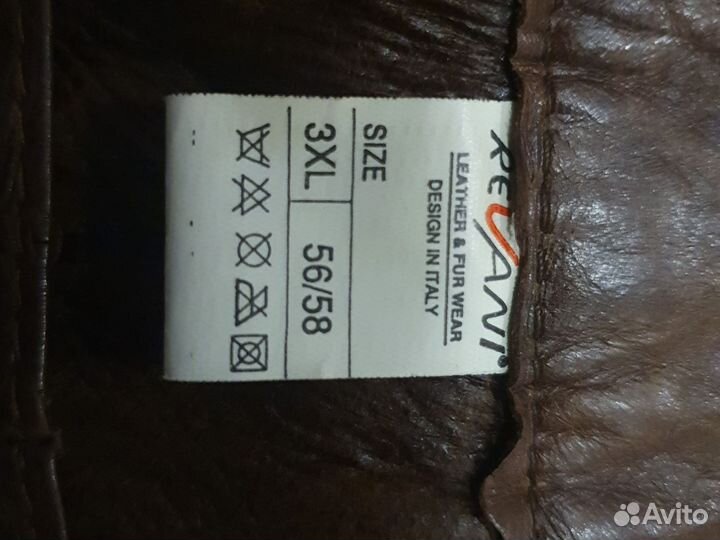 REVANI®
LEATHER & FUR WEAR
DESIGN IN ITALY
SIZE
3XL 56/58
Avito